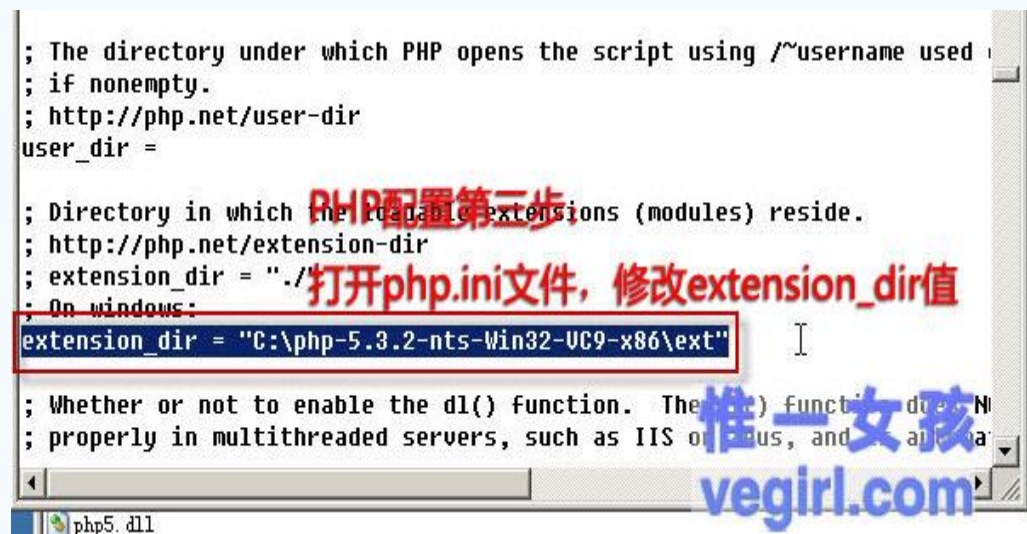 ; The directory under which PHP opens the script using /~username used
; if nonempty.
; http://php.net/user-dir
user_dir =
PHP配置第三步:
; Directory in which the loadable extensions (modules) reside.
; http://php.net/extension-dir
; extension_dir = "./"
打开php.ini文件，修改extension_dir值
; On windows:
extension_dir = "C:\php-5.3.2-nts-Win32-VC9-x86\ext"
; Whether or not to enable the dl() function. The
; properly in multithreaded servers, such as IIS or
惟一女孩
vegirl.com
php5.dll